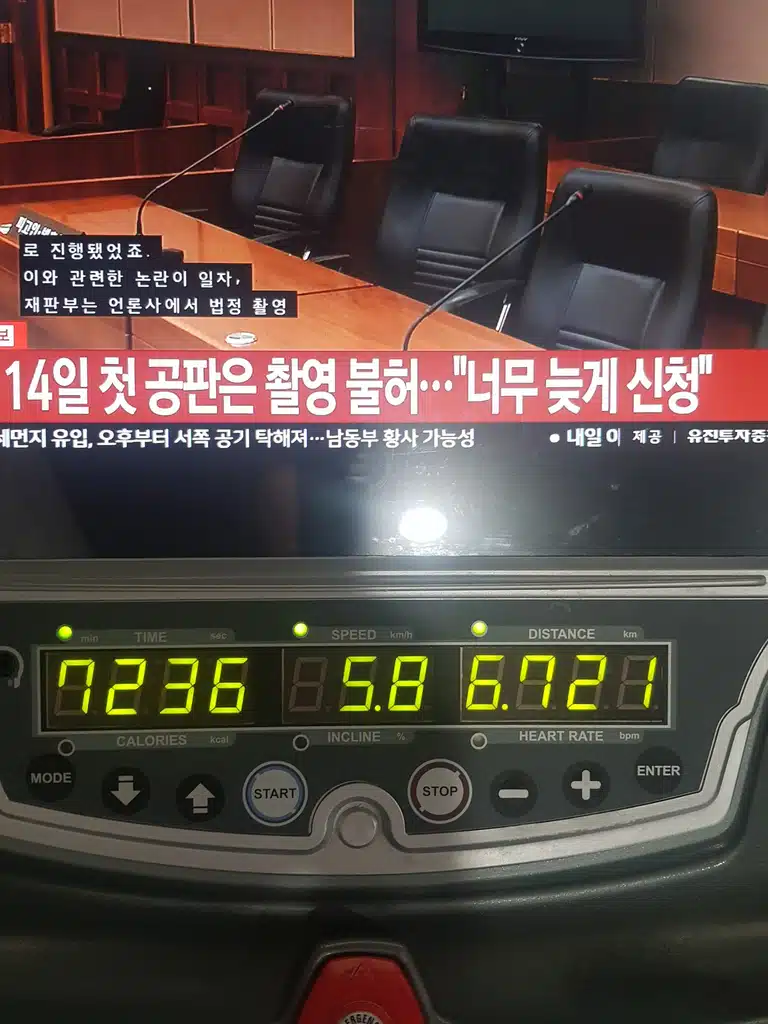 로 진행됐었죠.
이와 관련한 논란이 일자,
재판부는 언론사에서 법정 촬영
보
14일 첫 공판은 촬영 불허…"너무 늦게 신청"
세먼지 유입, 오후부터 서쪽 공기 탁해져…남동부 황사 가능성 ● 내일 이 제공 | 유진투자증
min TIME sec SPEED km/h DISTANCE km
7236 5.8 6.721
CALORIES kcal INCLINE % HEART RATE bpm
MODE START STOP - + ENTER